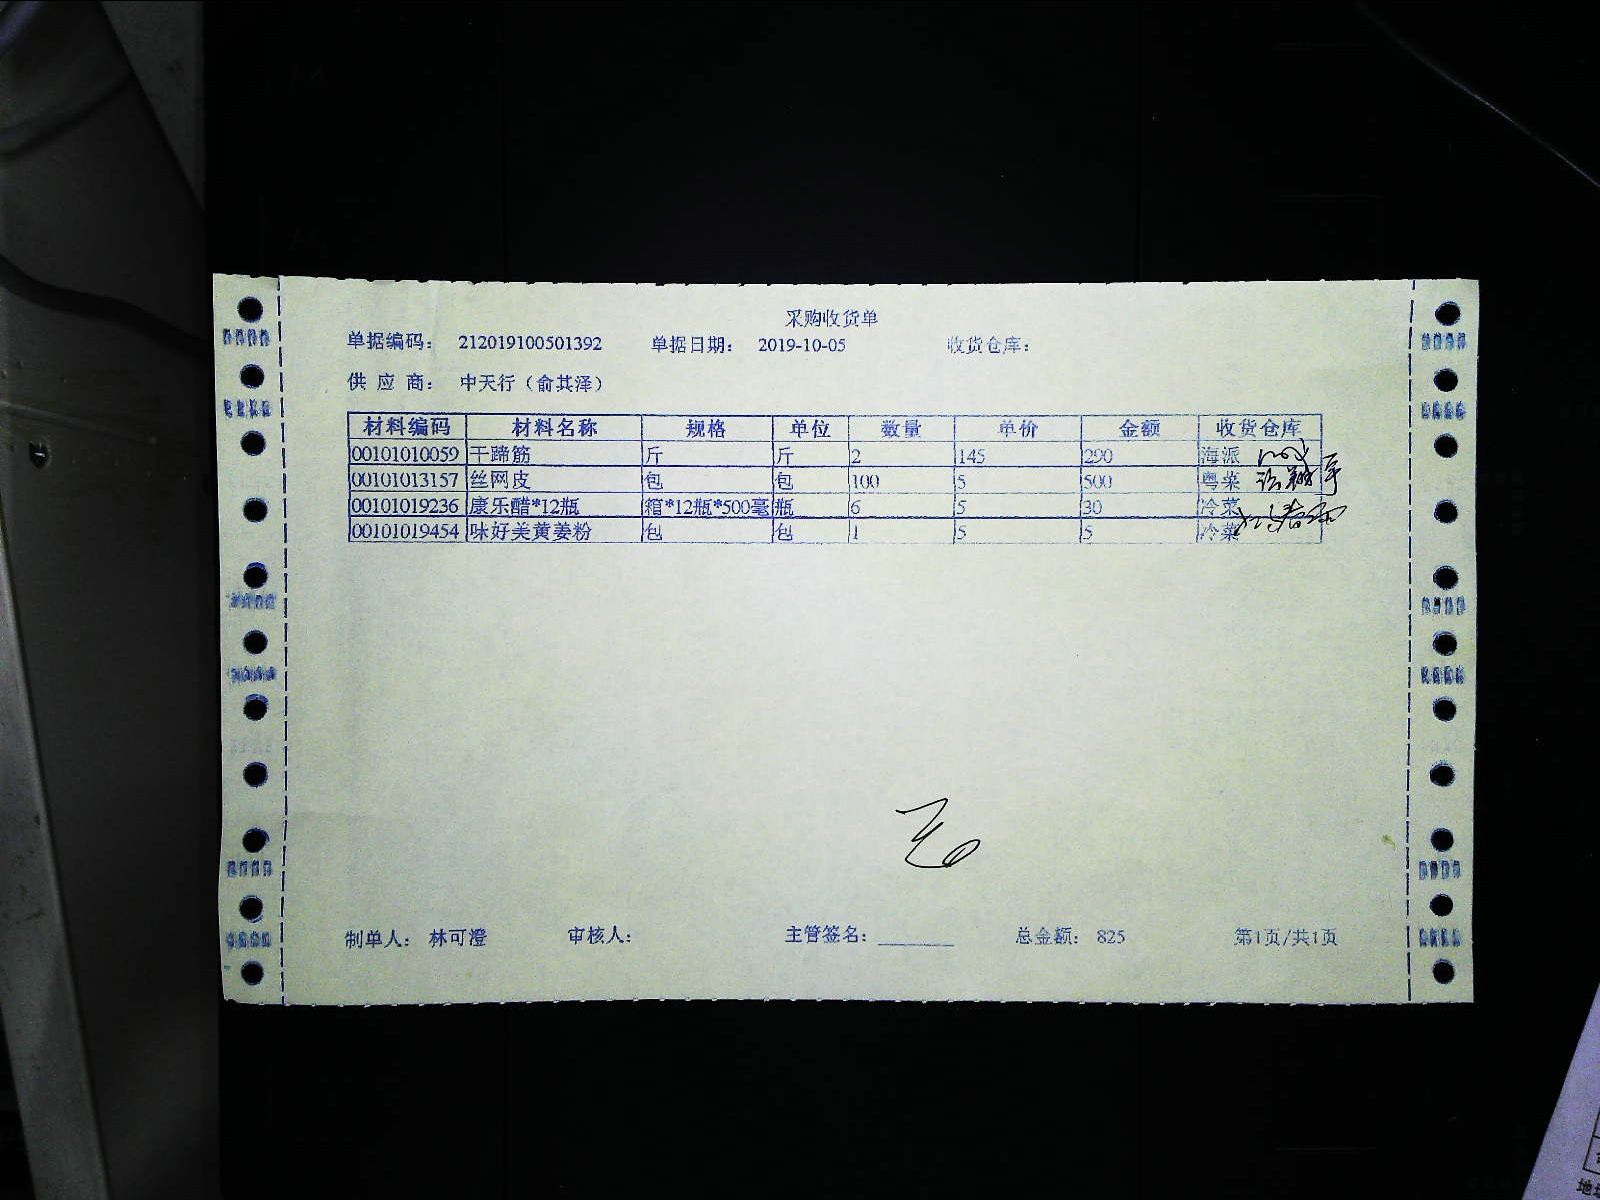 采购收货单
单据编码： 212019100501392 单据日期： 2019-10-05 收货仓库：
供 应 商： 中天行（俞其泽）
材料编码 材料名称 规格 单位 数量 单价 金额 收货仓库
00101010059 干蹄筋 斤 斤 2 145 290 海派
00101013157 丝网皮 包 包 100 5 500 粤菜
00101019236 康乐醋*12瓶 箱*12瓶*500毫 瓶 6 5 30 冷菜
00101019454 味好美黄姜粉 包 包 1 5 5 冷菜
制单人： 林可澄 审核人： 主管签名：________ 总金额： 825 第1页/共1页